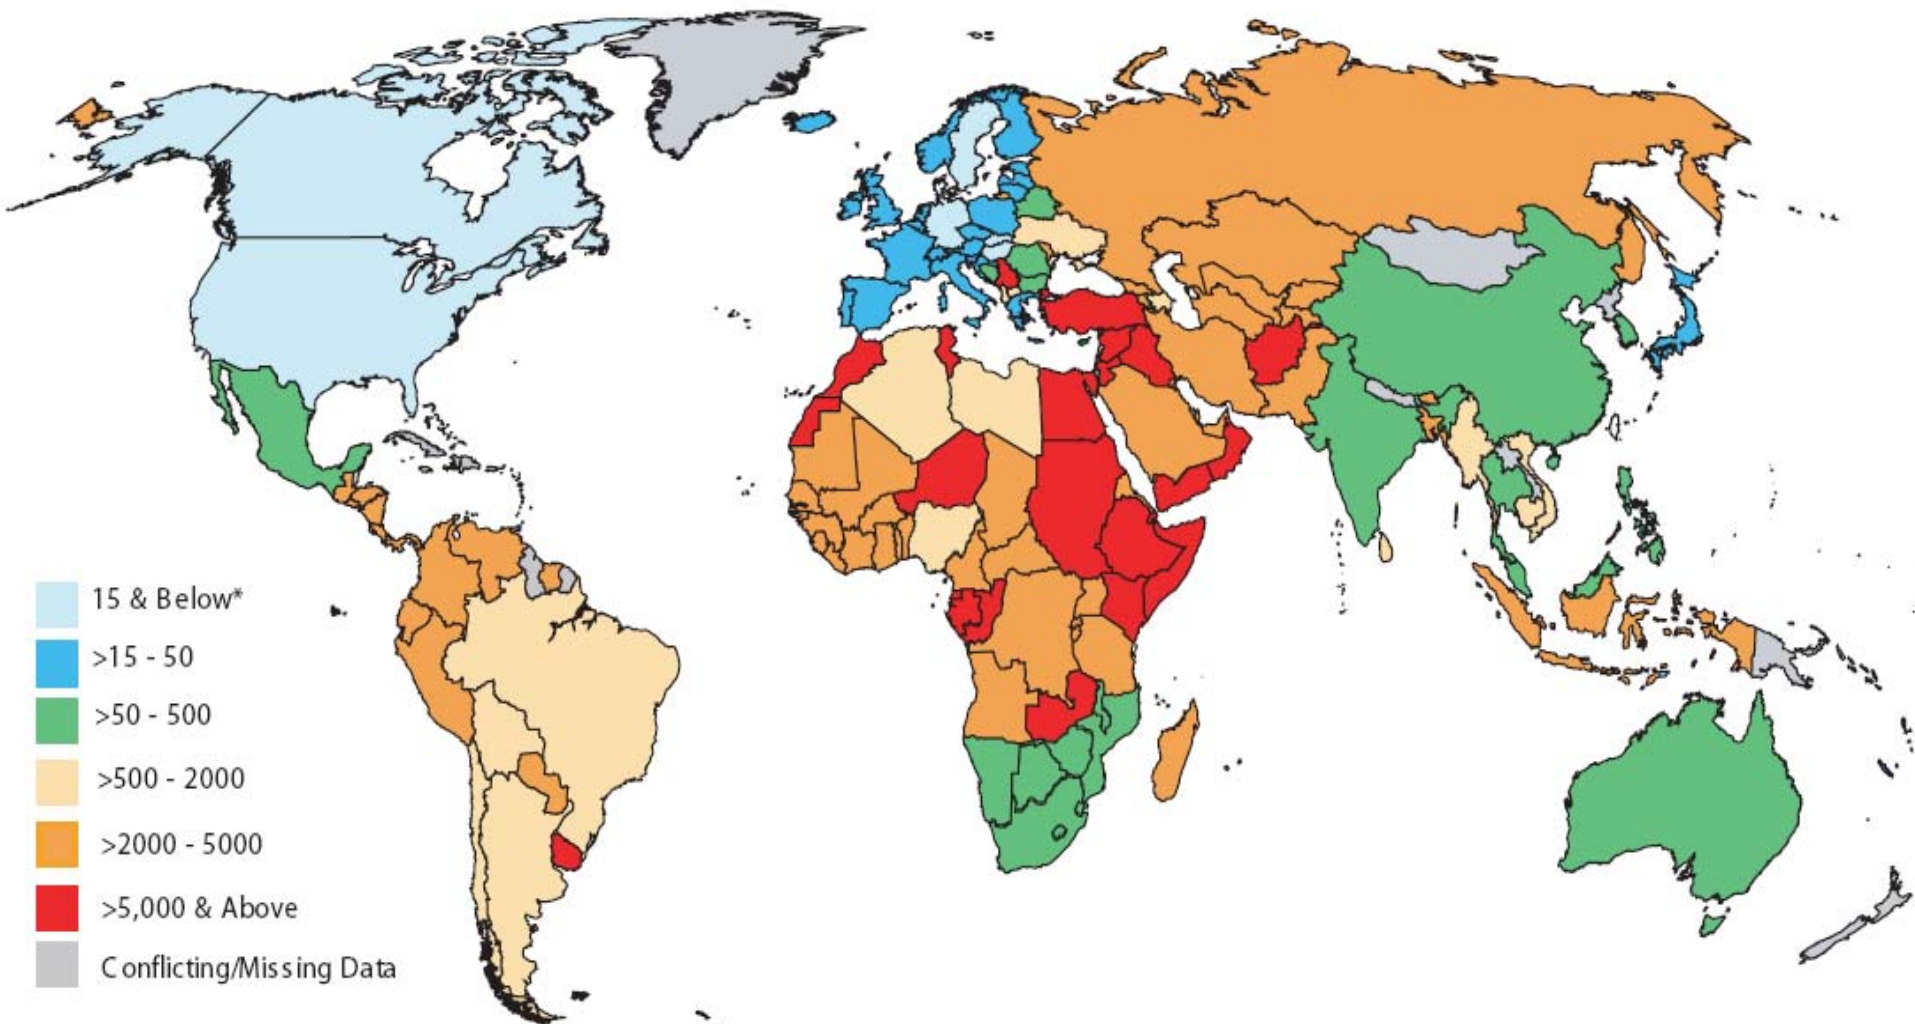 15 & Below*
>15 - 50
>50 - 500
>500 - 2000
>2000 - 5000
>5,000 & Above
Conflicting/Missing Data